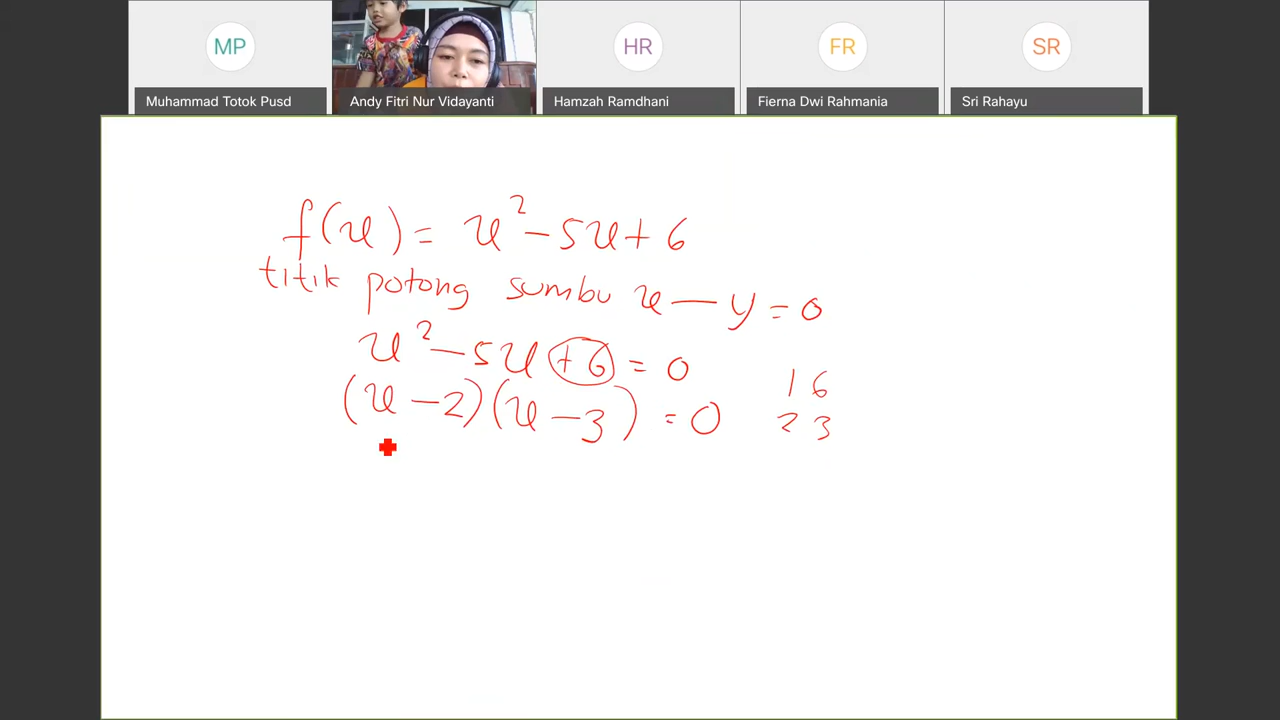 MP
HR
FR
SR
Muhammad Totok Pusd
Andy Fitri Nur Vidayanti
Hamzah Ramdhani
Fierna Dwi Rahmania
Sri Rahayu
f(x) = x² - 5x + 6
titik potong sumbu x — y = 0
x² - 5x + 6 = 0
1 6
(x - 2)(x - 3) = 0
2 3